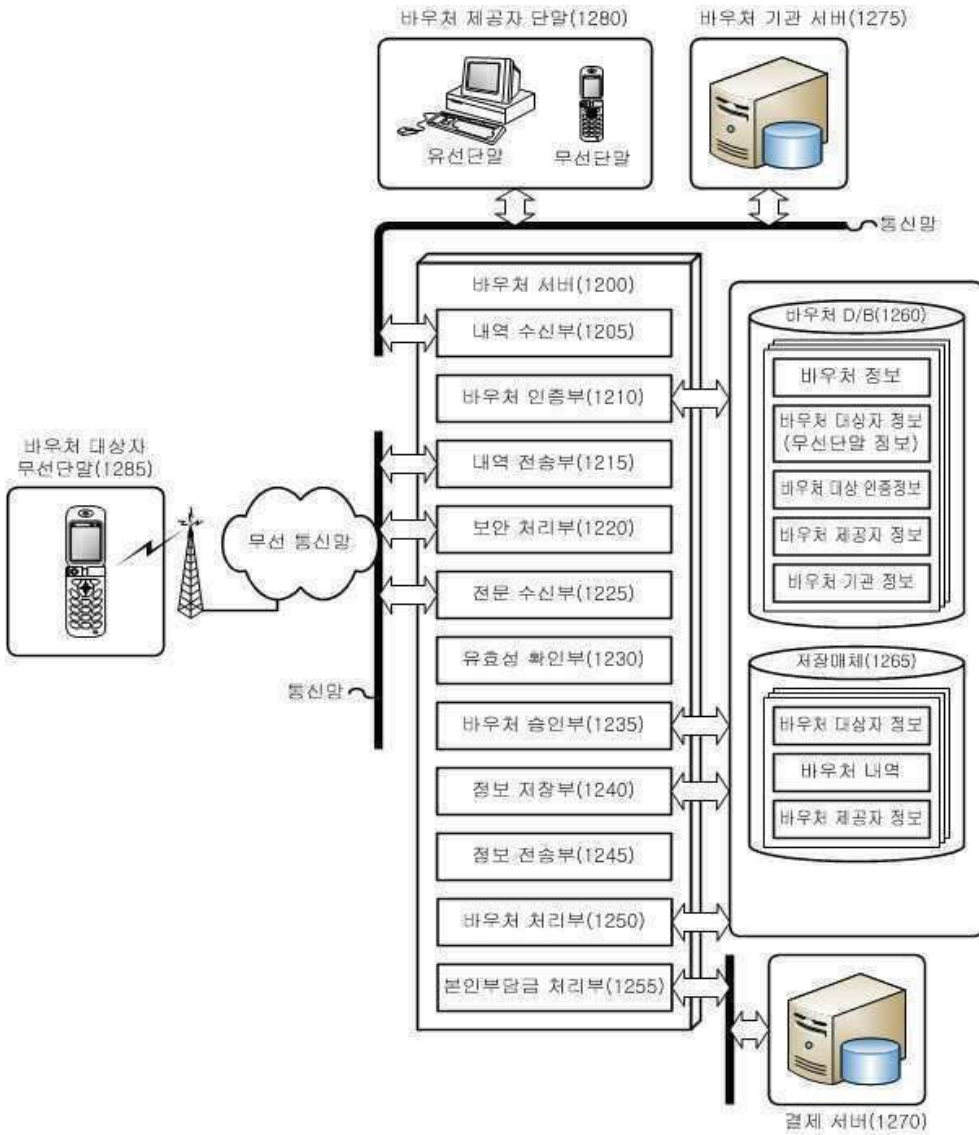 바우처 제공자 단말(1280)
바우처 기관 서버(1275)
유선단말
무선단말
통신망
바우처 서버(1200)
내역 수신부(1205)
바우처 인증부(1210)
내역 전송부(1215)
보안 처리부(1220)
전문 수신부(1225)
유효성 확인부(1230)
바우처 승인부(1235)
정보 저장부(1240)
정보 전송부(1245)
바우처 처리부(1250)
본인부담금 처리부(1255)
바우처 대상자
무선단말(1285)
무선 통신망
통신망
바우처 D/B(1260)
바우처 정보
바우처 대상자 정보
(무선단말 정보)
바우처 대상 인증정보
바우처 제공자 정보
바우처 기관 정보
저장매체(1265)
바우처 대상자 정보
바우처 내역
바우처 제공자 정보
결제 서버(1270)